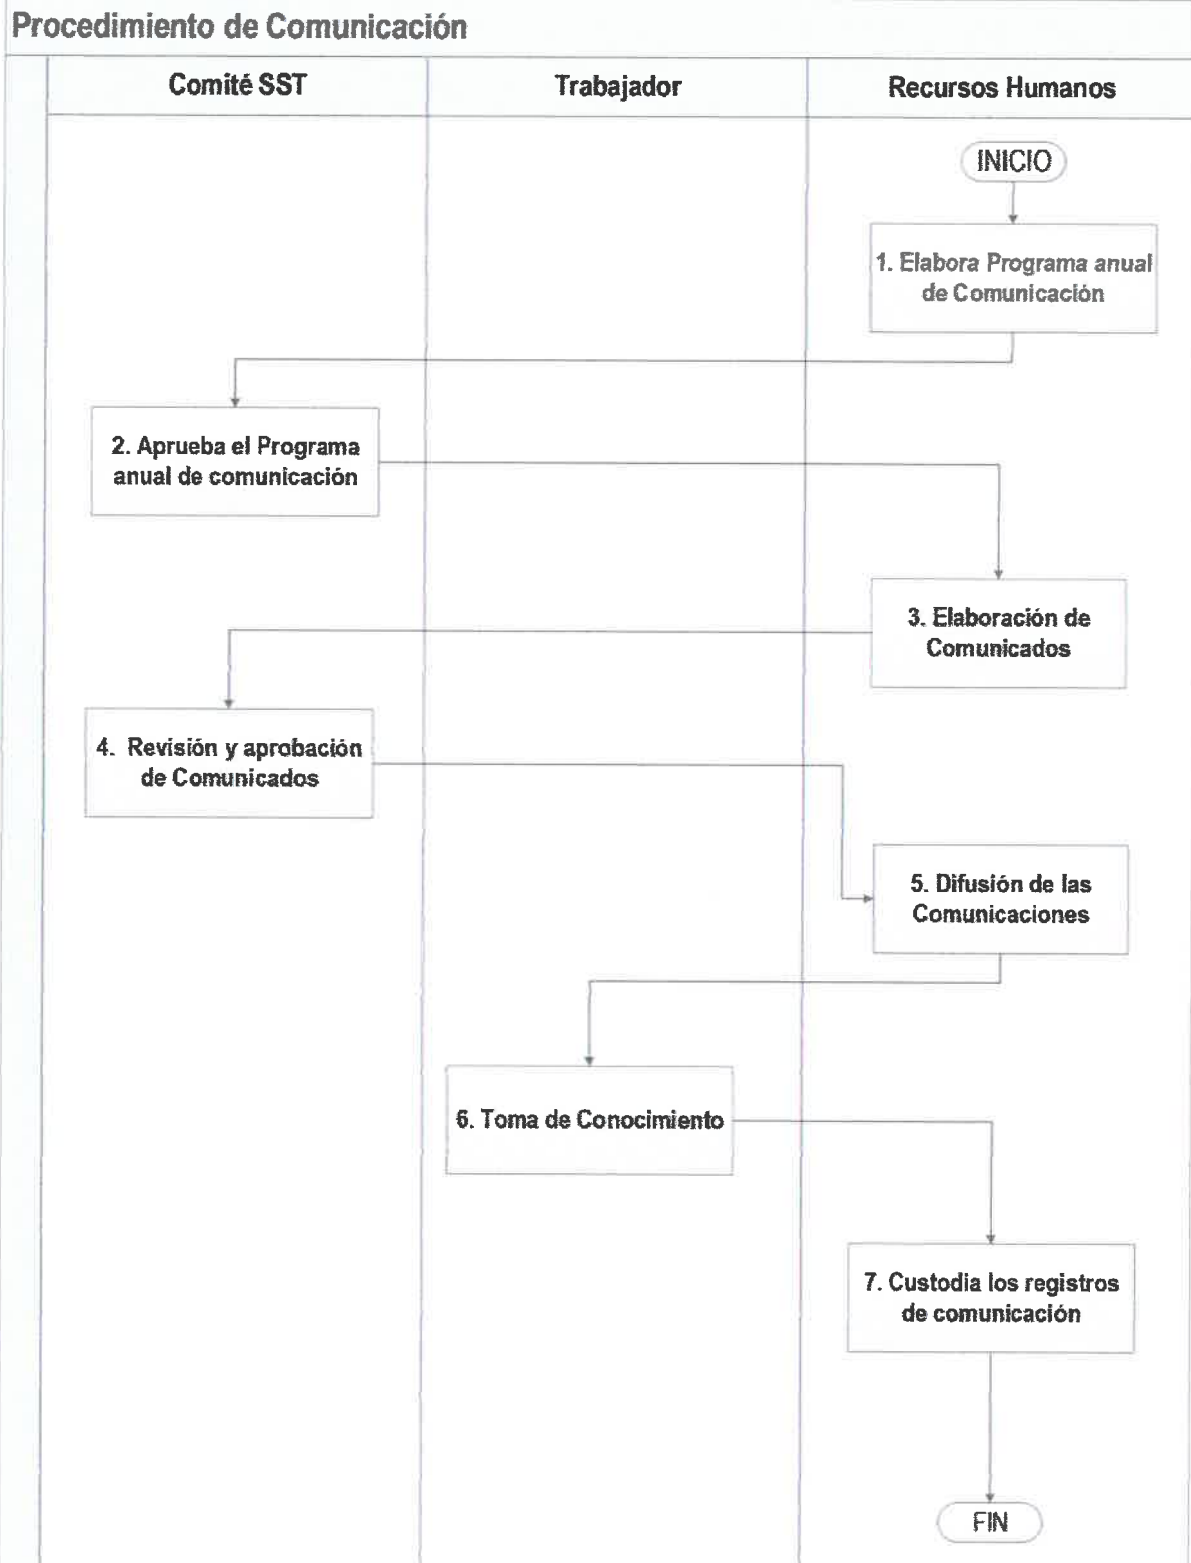 Procedimiento de Comunicación
Comité SST
Trabajador
Recursos Humanos
INICIO
1. Elabora Programa anual
de Comunicación
2. Aprueba el Programa
anual de comunicación
3. Elaboración de
Comunicados
4. Revisión y aprobación
de Comunicados
5. Difusión de las
Comunicaciones
6. Toma de Conocimiento
7. Custodia los registros
de comunicación
FIN